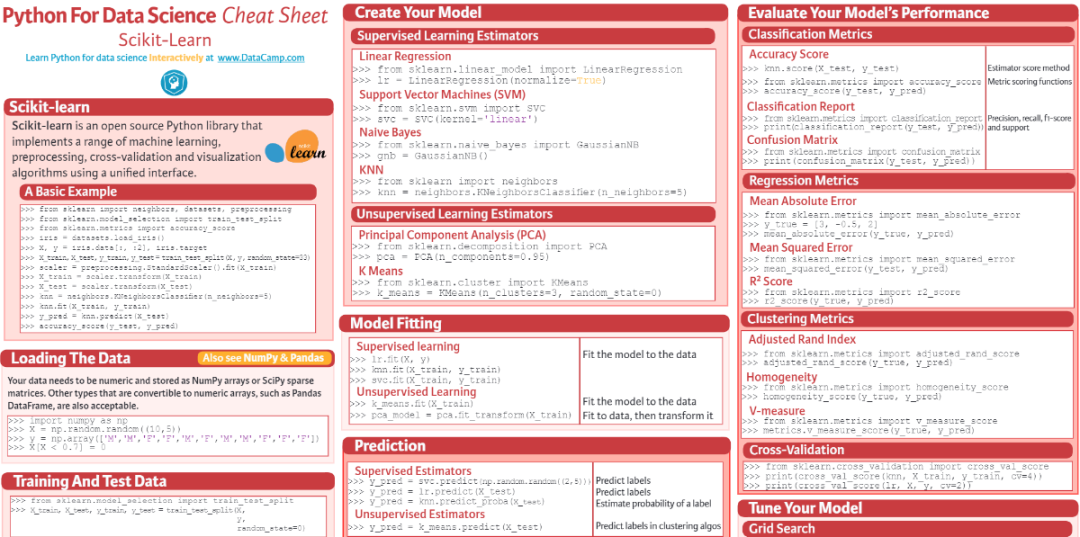 Python For Data Science Cheat Sheet
Scikit-Learn
Learn Python for data science Interactively at www.DataCamp.com
Scikit-learn
Scikit-learn is an open source Python library that
implements a range of machine learning,
preprocessing, cross-validation and visualization
algorithms using a unified interface.
learn
A Basic Example
>>> from sklearn import neighbors, datasets, preprocessing
>>> from sklearn.model_selection import train_test_split
>>> from sklearn.metrics import accuracy_score
>>> iris = datasets.load_iris()
>>> X, y = iris.data[:, :2], iris.target
>>> X_train, X_test, y_train, y_test = train_test_split(X, y, random_state=33)
>>> scaler = preprocessing.StandardScaler().fit(X_train)
>>> X_train = scaler.transform(X_train)
>>> X_test = scaler.transform(X_test)
>>> knn = neighbors.KNeighborsClassifier(n_neighbors=5)
>>> knn.fit(X_train, y_train)
>>> y_pred = knn.predict(X_test)
>>> accuracy_score(y_test, y_pred)
Loading The Data
Also see NumPy & Pandas
Your data needs to be numeric and stored as NumPy arrays or SciPy sparse
matrices. Other types that are convertible to numeric arrays, such as Pandas
DataFrame, are also acceptable.
>>> import numpy as np
>>> X = np.random.random((10,5))
>>> y = np.array(['M','M','F','F','M','F','M','M','F','F','F'])
>>> X[X < 0.7] = 0
Training And Test Data
>>> from sklearn.model_selection import train_test_split
>>> X_train, X_test, y_train, y_test = train_test_split(X,
y,
random_state=0)
Create Your Model
Supervised Learning Estimators
Linear Regression
>>> from sklearn.linear_model import LinearRegression
>>> lr = LinearRegression(normalize=True)
Support Vector Machines (SVM)
>>> from sklearn.svm import SVC
>>> svc = SVC(kernel='linear')
Naive Bayes
>>> from sklearn.naive_bayes import GaussianNB
>>> gnb = GaussianNB()
KNN
>>> from sklearn import neighbors
>>> knn = neighbors.KNeighborsClassifier(n_neighbors=5)
Unsupervised Learning Estimators
Principal Component Analysis (PCA)
>>> from sklearn.decomposition import PCA
>>> pca = PCA(n_components=0.95)
K Means
>>> from sklearn.cluster import KMeans
>>> k_means = KMeans(n_clusters=3, random_state=0)
Model Fitting
Supervised learning
>>> lr.fit(X, y)
Fit the model to the data
>>> knn.fit(X_train, y_train)
>>> svc.fit(X_train, y_train)
Unsupervised Learning
>>> k_means.fit(X_train)
Fit the model to the data
>>> pca_model = pca.fit_transform(X_train)
Fit to data, then transform it
Prediction
Supervised Estimators
>>> y_pred = svc.predict(np.random.random((2,5)))
Predict labels
>>> y_pred = lr.predict(X_test)
Predict labels
>>> y_pred = knn.predict_proba(X_test)
Estimate probability of a label
Unsupervised Estimators
>>> y_pred = k_means.predict(X_test)
Predict labels in clustering algos
Evaluate Your Model's Performance
Classification Metrics
Accuracy Score
>>> knn.score(X_test, y_test)
Estimator score method
>>> from sklearn.metrics import accuracy_score
Metric scoring functions
>>> accuracy_score(y_test, y_pred)
Classification Report
>>> from sklearn.metrics import classification_report
Precision, recall, f1-score
>>> print(classification_report(y_test, y_pred))
and support
Confusion Matrix
>>> from sklearn.metrics import confusion_matrix
>>> print(confusion_matrix(y_test, y_pred))
Regression Metrics
Mean Absolute Error
>>> from sklearn.metrics import mean_absolute_error
>>> y_true = [3, -0.5, 2]
>>> mean_absolute_error(y_true, y_pred)
Mean Squared Error
>>> from sklearn.metrics import mean_squared_error
>>> mean_squared_error(y_test, y_pred)
R² Score
>>> from sklearn.metrics import r2_score
>>> r2_score(y_true, y_pred)
Clustering Metrics
Adjusted Rand Index
>>> from sklearn.metrics import adjusted_rand_score
>>> adjusted_rand_score(y_true, y_pred)
Homogeneity
>>> from sklearn.metrics import homogeneity_score
>>> homogeneity_score(y_true, y_pred)
V-measure
>>> from sklearn.metrics import v_measure_score
>>> metrics.v_measure_score(y_true, y_pred)
Cross-Validation
>>> from sklearn.cross_validation import cross_val_score
>>> print(cross_val_score(knn, X_train, y_train, cv=4))
>>> print(cross_val_score(lr, X, y, cv=2))
Tune Your Model
Grid Search